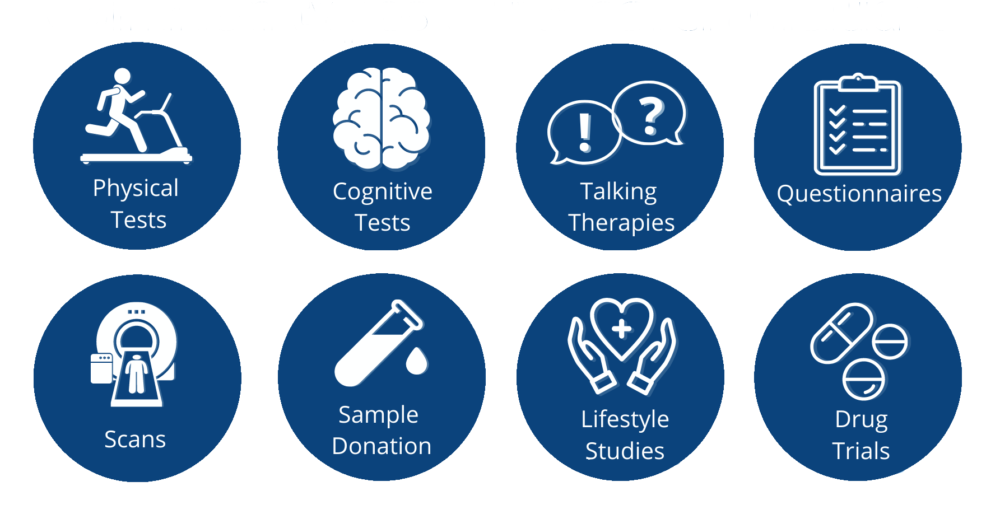 Physical
Tests
Cognitive
Tests
!
?
Talking
Therapies
Questionnaires
Scans
Sample
Donation
Lifestyle
Studies
Drug
Trials